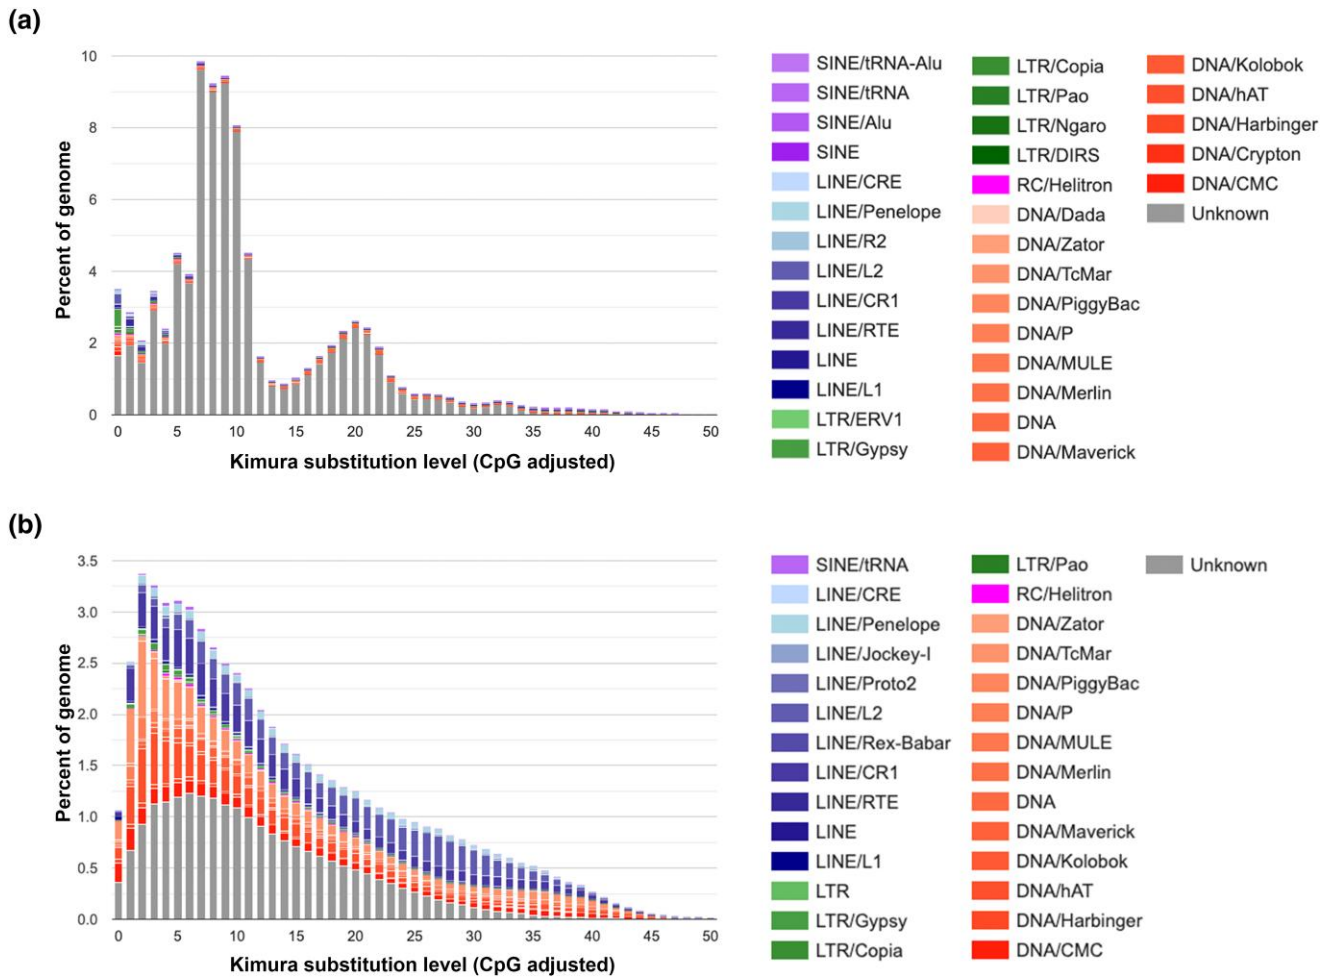 (a)
10
8
6
4
2
0
Percent of genome
0 5 10 15 20 25 30 35 40 45 50
Kimura substitution level (CpG adjusted)
SINE/tRNA-Alu
SINE/tRNA
SINE/Alu
SINE
LINE/CRE
LINE/Penelope
LINE/R2
LINE/L2
LINE/CR1
LINE/RTE
LINE
LINE/L1
LTR/ERV1
LTR/Gypsy
LTR/Copia
LTR/Pao
LTR/Ngaro
LTR/DIRS
RC/Helitron
DNA/Dada
DNA/Zator
DNA/TcMar
DNA/PiggyBac
DNA/P
DNA/MULE
DNA/Merlin
DNA
DNA/Maverick
DNA/Kolobok
DNA/hAT
DNA/Harbinger
DNA/Crypton
DNA/CMC
Unknown
(b)
3.5
3.0
2.5
2.0
1.5
1.0
0.5
0.0
Percent of genome
0 5 10 15 20 25 30 35 40 45 50
Kimura substitution level (CpG adjusted)
SINE/tRNA
LINE/CRE
LINE/Penelope
LINE/Jockey-I
LINE/Proto2
LINE/L2
LINE/Rex-Babar
LINE/CR1
LINE/RTE
LINE
LINE/L1
LTR
LTR/Gypsy
LTR/Copia
LTR/Pao
RC/Helitron
DNA/Zator
DNA/TcMar
DNA/PiggyBac
DNA/P
DNA/MULE
DNA/Merlin
DNA
DNA/Maverick
DNA/Kolobok
DNA/hAT
DNA/Harbinger
DNA/CMC
Unknown